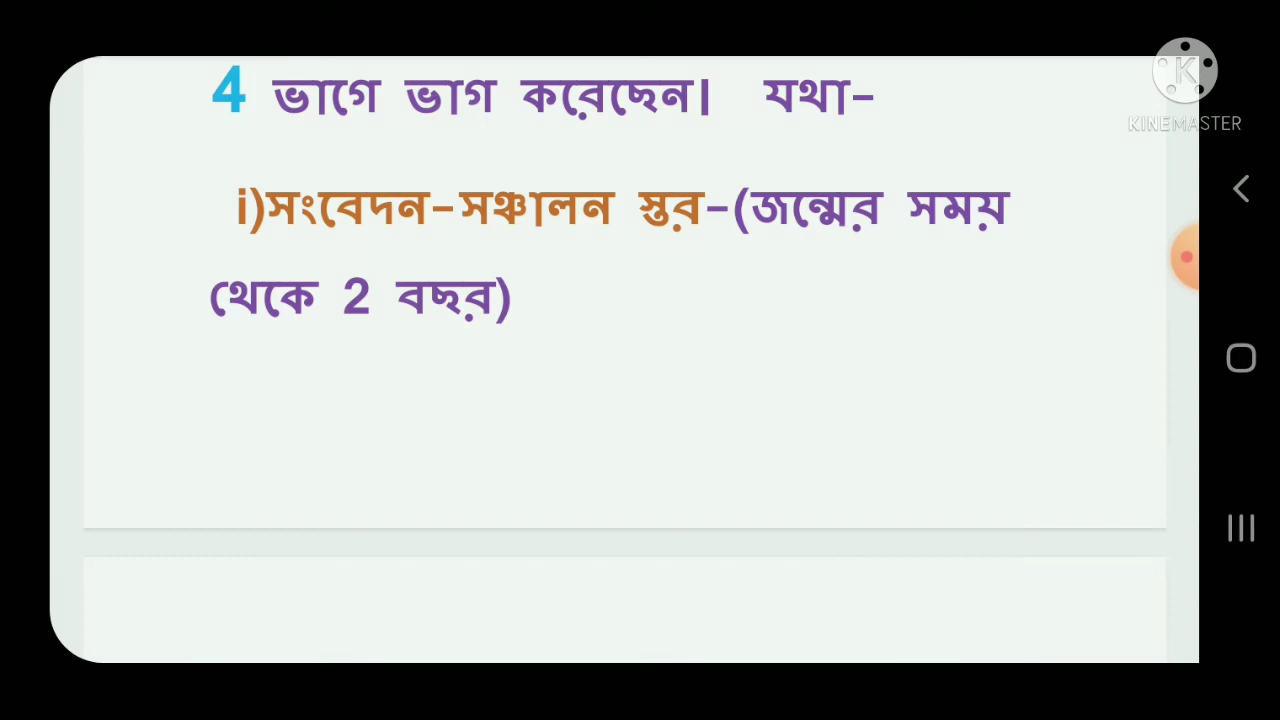 4 ভাগে ভাগ করেছেন। যথা-
i)সংবেদন-সঞ্চালন স্তর-(জন্মের সময়
থেকে 2 বছর)
K
KINEMASTER